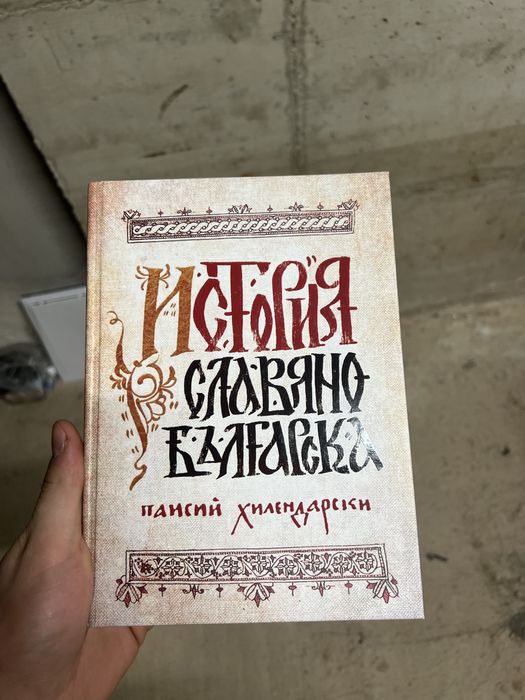 История
славяно
българска
паисий хилендарски